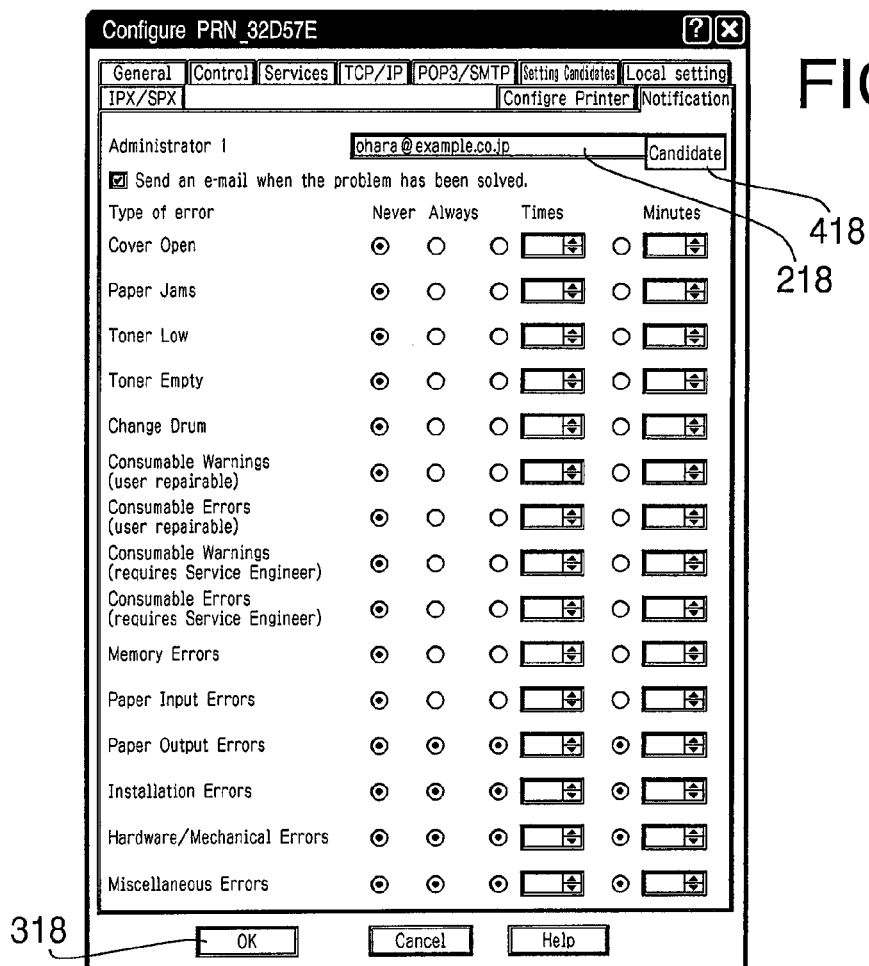 Configure PRN_32D57E ? X
General Control Services TCP/IP POP3/SMTP Setting Candidates Local setting
IPX/SPX Configre Printer Notification
FIG
Administrator 1 ohara@example.co.jp Candidate
Send an e-mail when the problem has been solved.
418
218
Type of error Never Always Times Minutes
Cover Open
Paper Jams
Toner Low
Toner Empty
Change Drum
Consumable Warnings
(user repairable)
Consumable Errors
(user repairable)
Consumable Warnings
(requires Service Engineer)
Consumable Errors
(requires Service Engineer)
Memory Errors
Paper Input Errors
Paper Output Errors
Installation Errors
Hardware/Mechanical Errors
Miscellaneous Errors
318
OK Cancel Help